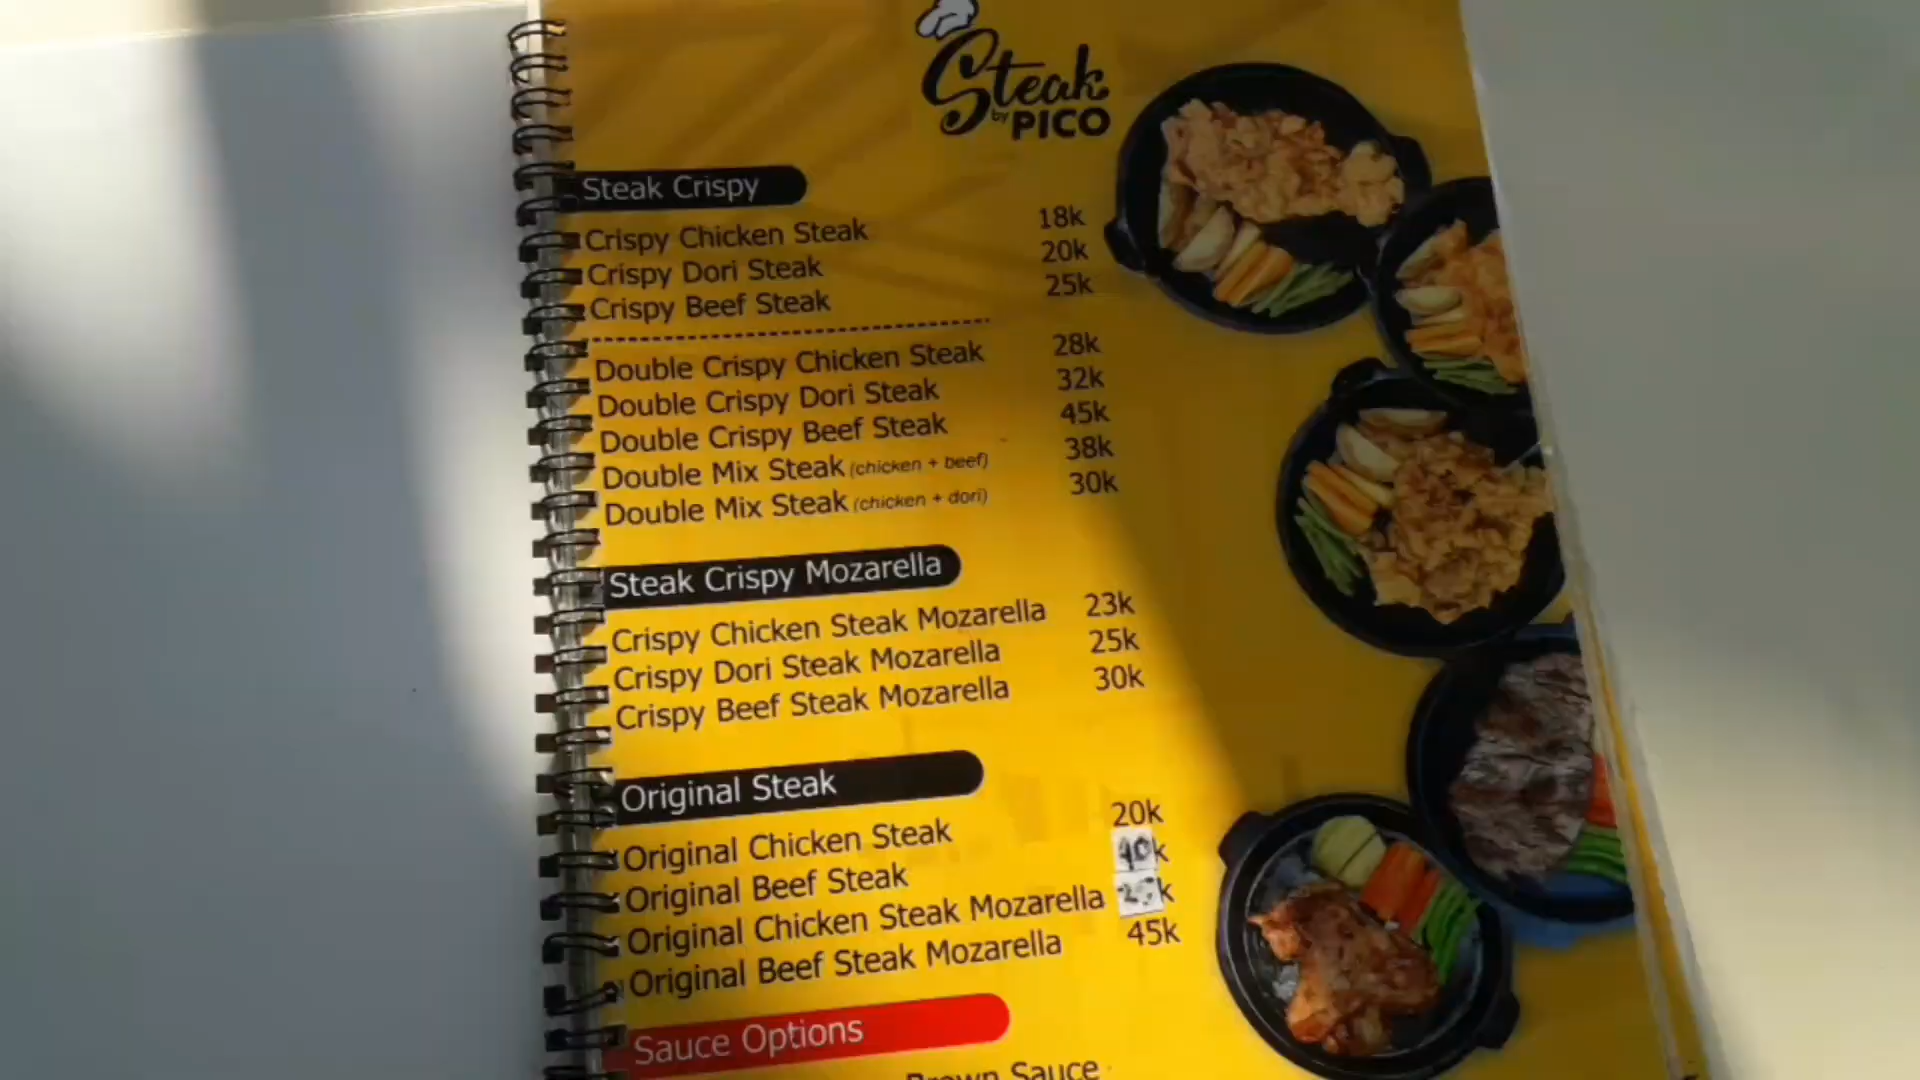 Steak
by PICO
Steak Crispy
Crispy Chicken Steak 18k
Crispy Dori Steak 20k
Crispy Beef Steak 25k
Double Crispy Chicken Steak 28k
Double Crispy Dori Steak 32k
Double Crispy Beef Steak 45k
Double Mix Steak (chicken + beef) 38k
Double Mix Steak (chicken + dori) 30k
Steak Crispy Mozarella
Crispy Chicken Steak Mozarella 23k
Crispy Dori Steak Mozarella 25k
Crispy Beef Steak Mozarella 30k
Original Steak
Original Chicken Steak 20k
Original Beef Steak 40k
Original Chicken Steak Mozarella
Original Beef Steak Mozarella 45k
Sauce Options
Brown Sauce